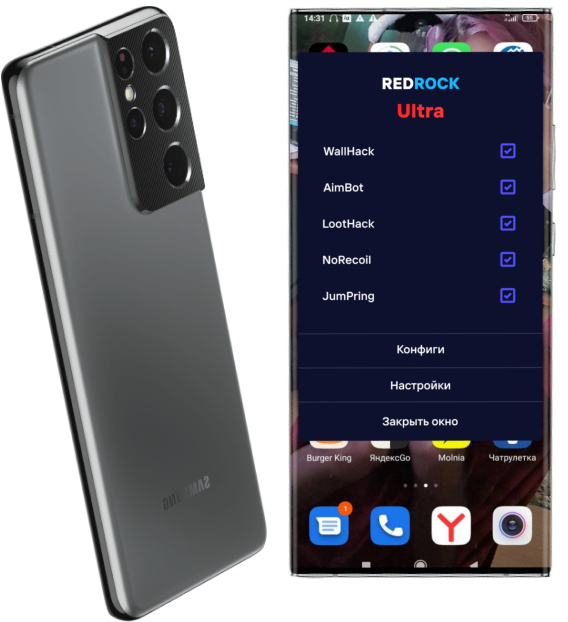 SAMSUNG
14:31
REDROCK
Ultra
WallHack
AimBot
LootHack
NoRecoil
JumPring
Конфиги
Настройки
Закрыть окно
Burger King
ЯндексGo
Molnia
Чатрулетка
1